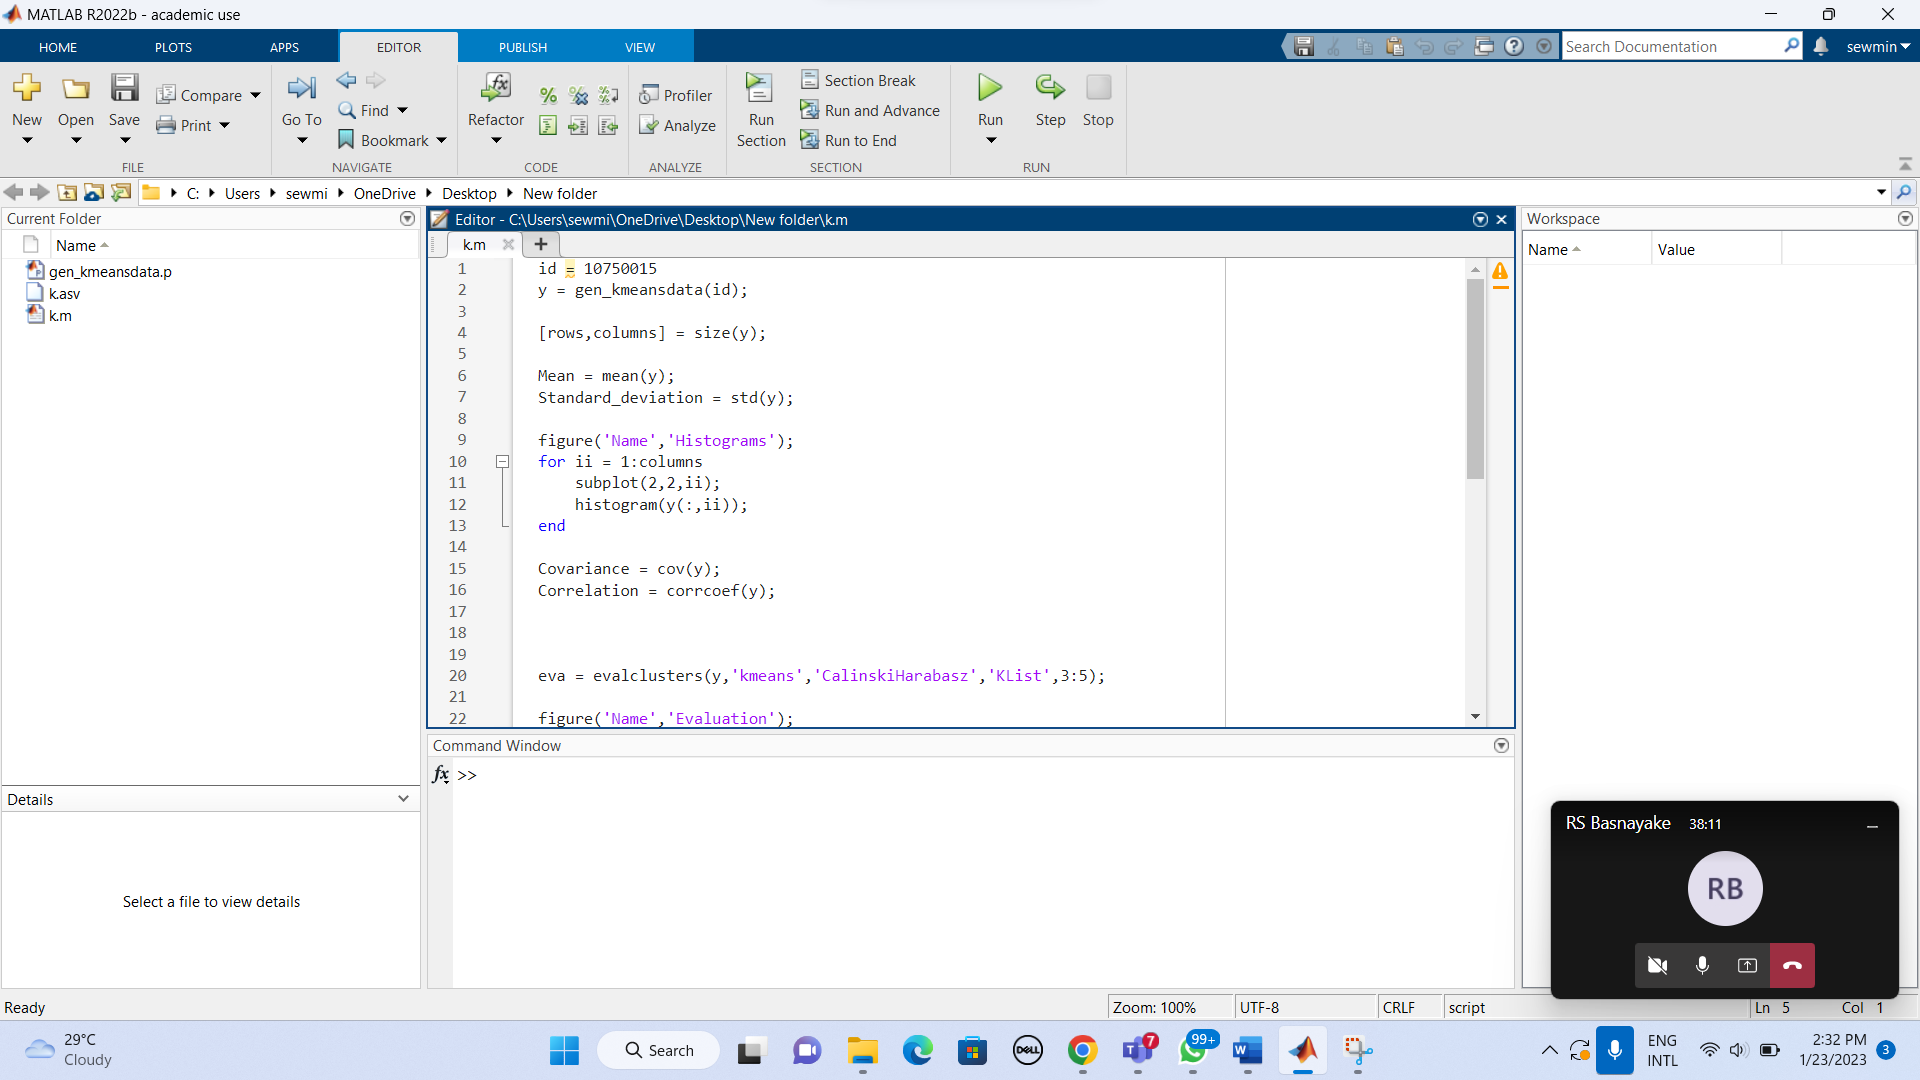 MATLAB R2022b - academic use
HOME PLOTS APPS EDITOR PUBLISH VIEW
Search Documentation
sewmin
New Open Save Compare Print
Go To Find Bookmark
Refactor
Profiler
Analyze
Run Section
Section Break
Run and Advance
Run to End
Run Step Stop
FILE NAVIGATE CODE ANALYZE SECTION RUN
C: Users sewmi OneDrive Desktop New folder
Current Folder
Name
gen_kmeansdata.p
k.asv
k.m
Details
Select a file to view details
Editor - C:\Users\sewmi\OneDrive\Desktop\New folder\k.m
k.m +
1 id = 10750015
2 y = gen_kmeansdata(id);
3
4 [rows,columns] = size(y);
5
6 Mean = mean(y);
7 Standard_deviation = std(y);
8
9 figure('Name','Histograms');
10 for ii = 1:columns
11 subplot(2,2,ii);
12 histogram(y(:,ii));
13 end
14
15 Covariance = cov(y);
16 Correlation = corrcoef(y);
17
18
19
20 eva = evalclusters(y,'kmeans','CalinskiHarabasz','KList',3:5);
21
22 figure('Name','Evaluation');
Command Window
fx >>
Workspace
Name Value
RS Basnayake 38:11
RB
Ready
Zoom: 100% UTF-8 CRLF script Ln 5 Col 1
29°C
Cloudy
Search
DELL
7
99+
W
ENG
INTL
2:32 PM
1/23/2023
3